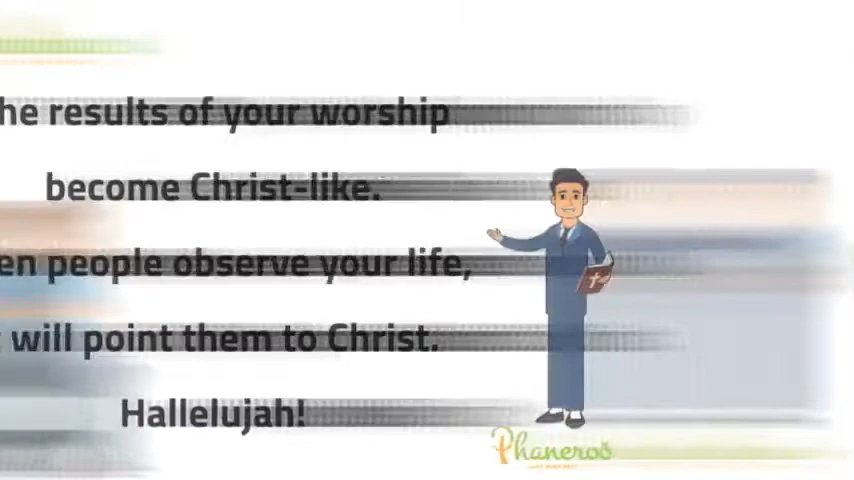 he results of your worship
become Christ-like.
en people observe your life,
will point them to Christ.
Hallelujah!
Phaneroo